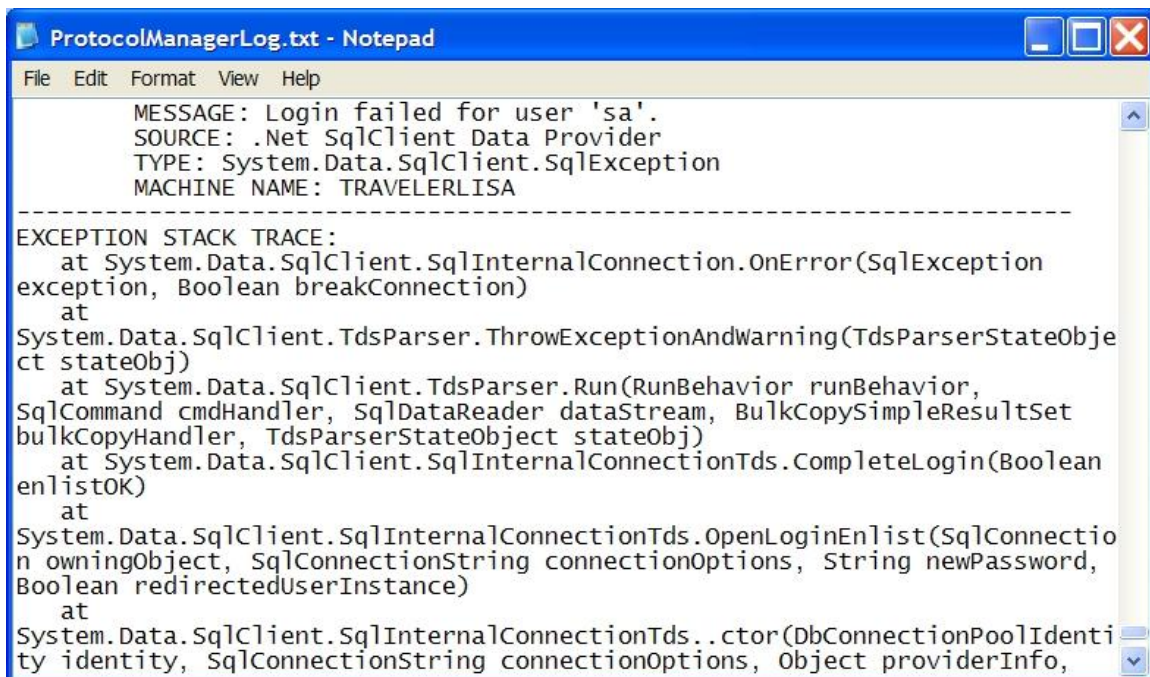 ProtocolManagerLog.txt - Notepad
File Edit Format View Help
MESSAGE: Login failed for user 'sa'.
SOURCE: .Net SqlClient Data Provider
TYPE: System.Data.SqlClient.SqlException
MACHINE NAME: TRAVELERLISA
------------------------------------------------------------------------
EXCEPTION STACK TRACE:
at System.Data.SqlClient.SqlInternalConnection.OnError(SqlException
exception, Boolean breakConnection)
at
System.Data.SqlClient.TdsParser.ThrowExceptionAndWarning(TdsParserStateObje
ct stateObj)
at System.Data.SqlClient.TdsParser.Run(RunBehavior runBehavior,
SqlCommand cmdHandler, SqlDataReader dataStream, BulkCopySimpleResultSet
bulkCopyHandler, TdsParserStateObject stateObj)
at System.Data.SqlClient.SqlInternalConnectionTds.CompleteLogin(Boolean
enlistOK)
at
System.Data.SqlClient.SqlInternalConnectionTds.OpenLoginEnlist(SqlConnectio
n owningObject, SqlConnectionString connectionOptions, String newPassword,
Boolean redirectedUserInstance)
at
System.Data.SqlClient.SqlInternalConnectionTds..ctor(DbConnectionPoolIdenti
ty identity, SqlConnectionString connectionOptions, Object providerInfo,